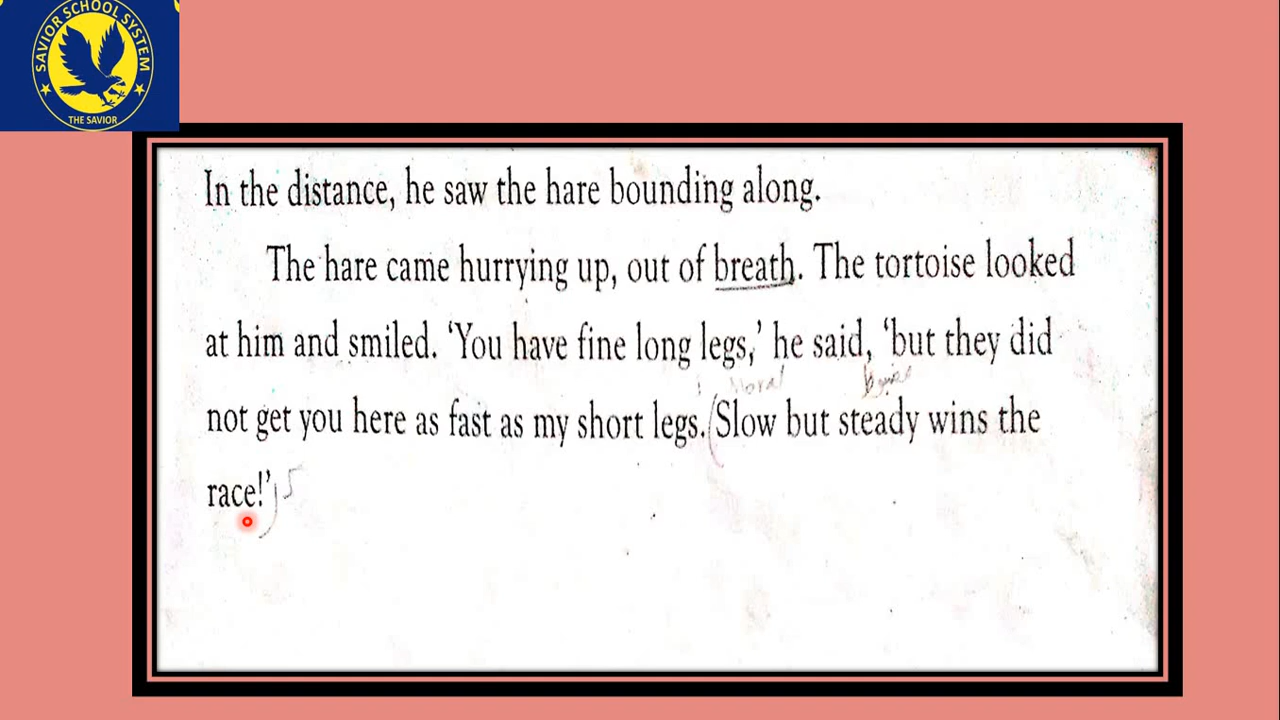 SAVIOR SCHOOL SYSTEM
THE SAVIOR
In the distance, he saw the hare bounding along.
The hare came hurrying up, out of breath. The tortoise looked
at him and smiled. ‘You have fine long legs,’ he said, ‘but they did
Moral
not get you here as fast as my short legs. (Slow but steady wins the
race!’)